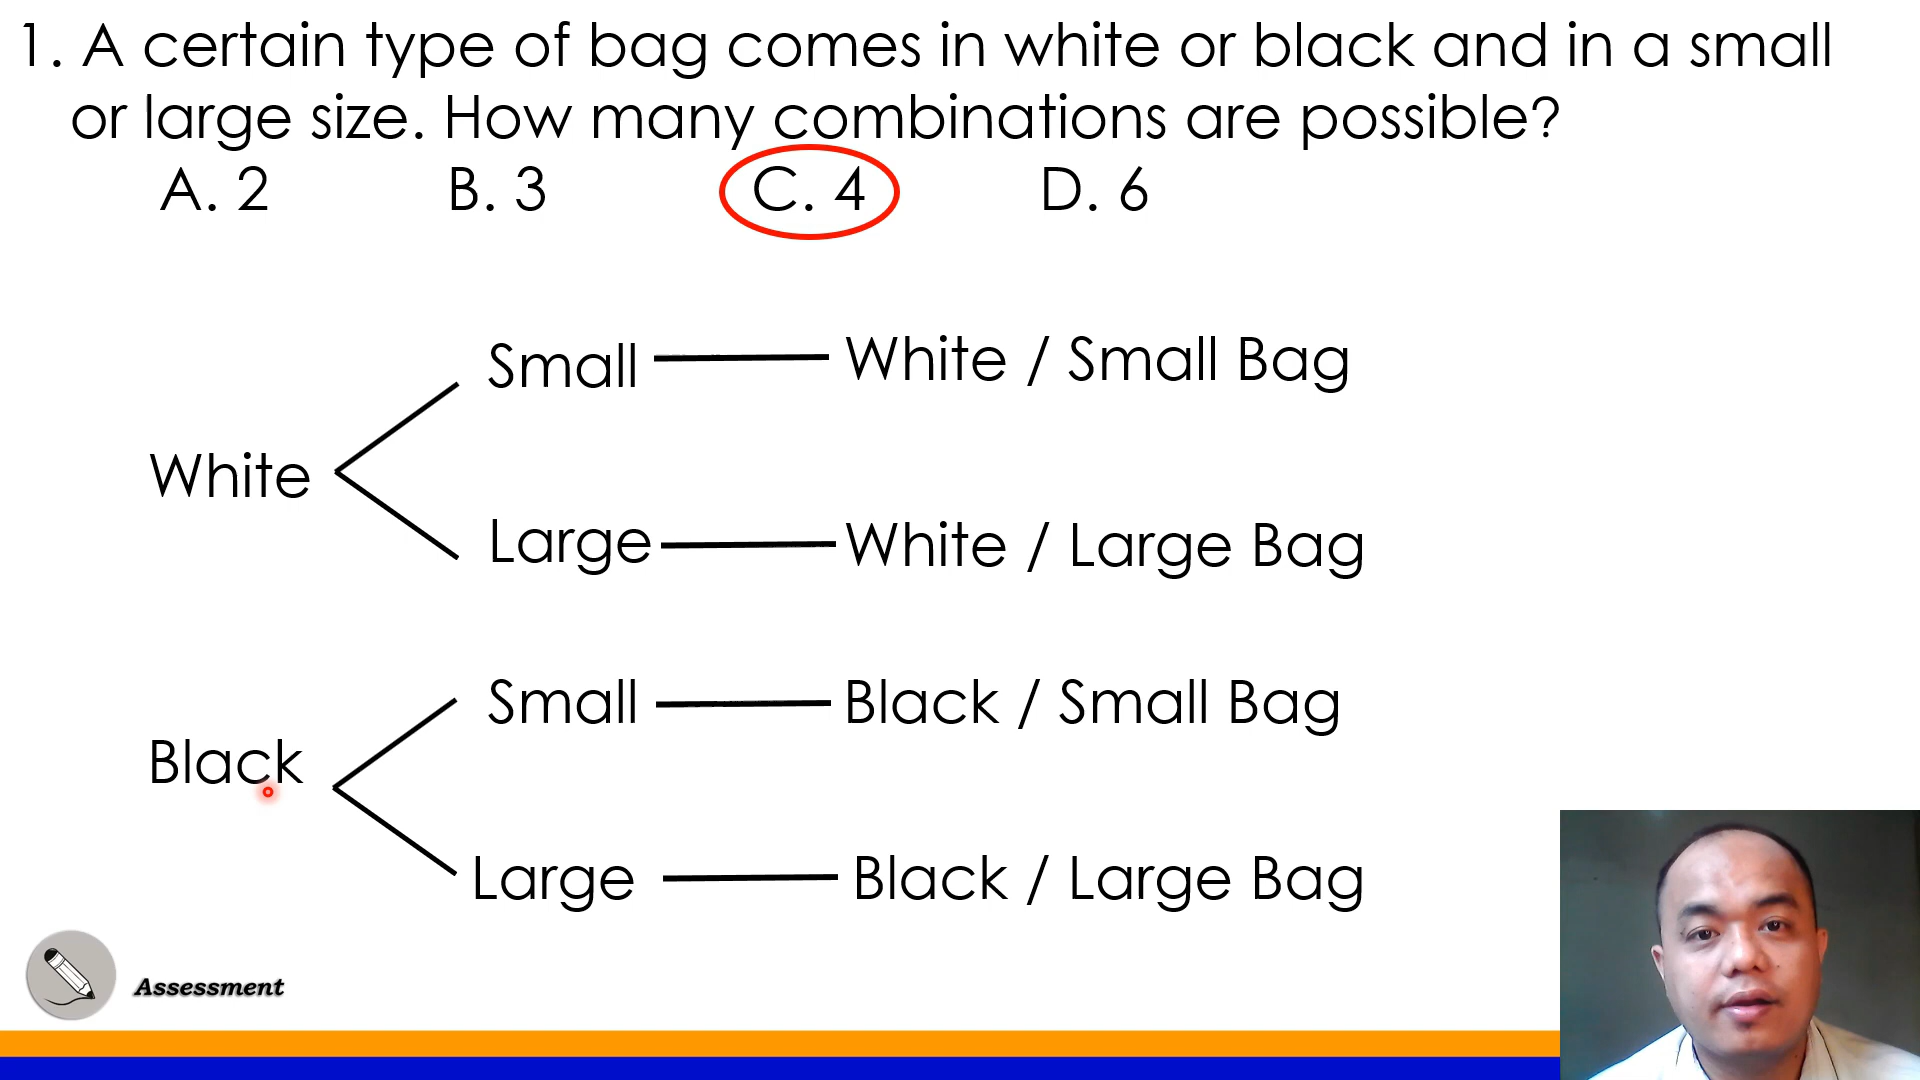 1. A certain type of bag comes in white or black and in a small
or large size. How many combinations are possible?
A. 2 B. 3 C. 4 D. 6
Small White / Small Bag
White
Large White / Large Bag
Small Black / Small Bag
Black
Large Black / Large Bag
Assessment